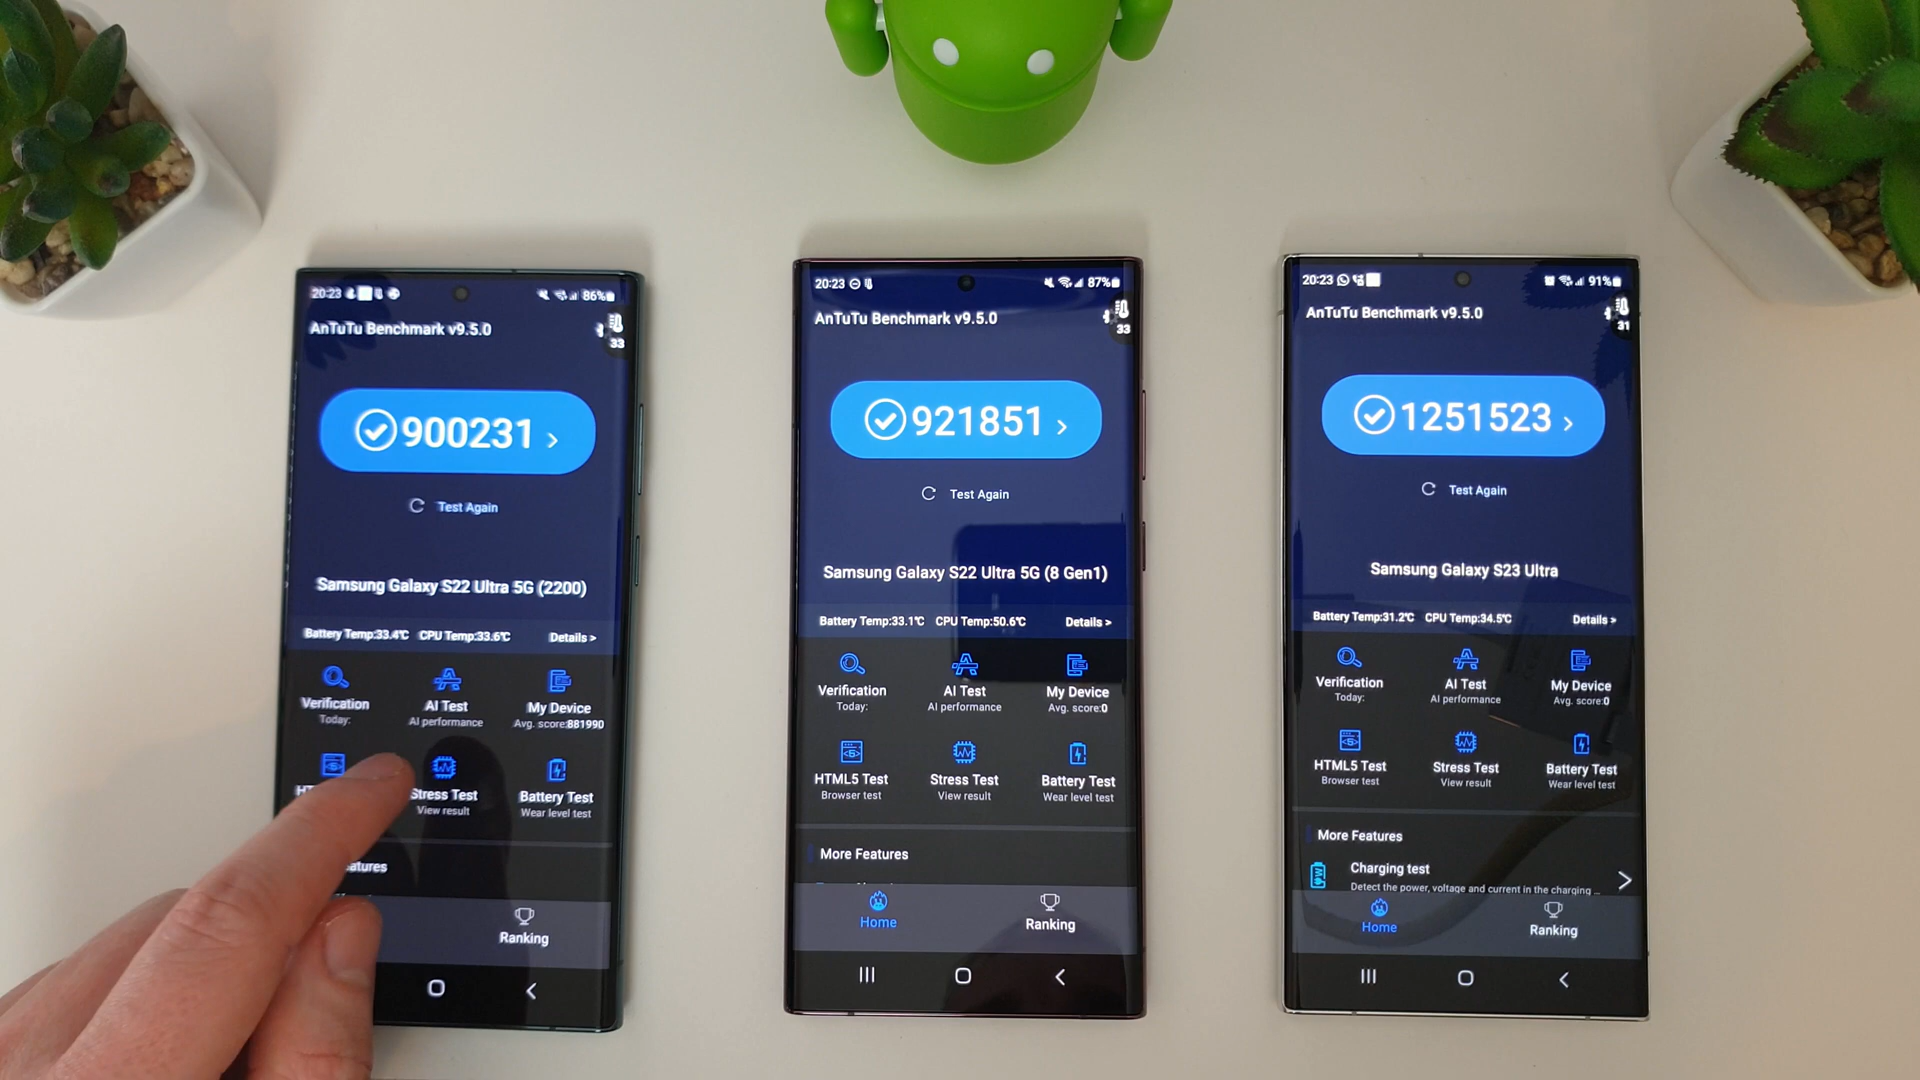 20:23
86%
AnTuTu Benchmark v9.5.0
33
900231 >
Test Again
Samsung Galaxy S22 Ultra 5G (2200)
Battery Temp:33.4℃ CPU Temp:33.6℃ Details >
Verification
Today:
AI Test
AI performance
My Device
Avg. score:881990
Stress Test
View result
Battery Test
Wear level test
atures
Ranking
20:23
87%
AnTuTu Benchmark v9.5.0
33
921851 >
Test Again
Samsung Galaxy S22 Ultra 5G (8 Gen1)
Battery Temp:33.1℃ CPU Temp:50.6℃ Details >
Verification
Today:
AI Test
AI performance
My Device
Avg. score:0
HTML5 Test
Browser test
Stress Test
View result
Battery Test
Wear level test
More Features
Home
Ranking
20:23
91%
AnTuTu Benchmark v9.5.0
31
1251523 >
Test Again
Samsung Galaxy S23 Ultra
Battery Temp:31.2℃ CPU Temp:34.5℃ Details >
Verification
Today:
AI Test
AI performance
My Device
Avg. score:0
HTML5 Test
Browser test
Stress Test
View result
Battery Test
Wear level test
More Features
Charging test
Detect the power, voltage and current in the charging ...
Home
Ranking